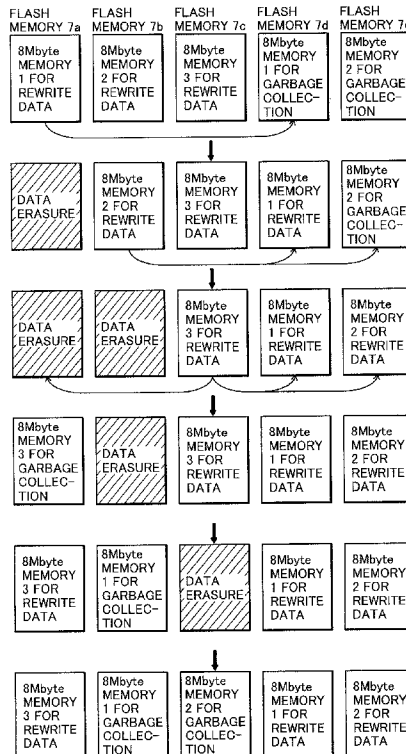 FLASH MEMORY 7a
FLASH MEMORY 7b
FLASH MEMORY 7c
FLASH MEMORY 7d
FLASH MEMORY 7e
8Mbyte
MEMORY
1 FOR
REWRITE
DATA
8Mbyte
MEMORY
2 FOR
REWRITE
DATA
8Mbyte
MEMORY
3 FOR
REWRITE
DATA
8Mbyte
MEMORY
1 FOR
GARBAGE
COLLEC-
TION
8Mbyte
MEMORY
2 FOR
GARBAGE
COLLEC-
TION
DATA
ERASURE
8Mbyte
MEMORY
2 FOR
REWRITE
DATA
8Mbyte
MEMORY
3 FOR
REWRITE
DATA
8Mbyte
MEMORY
1 FOR
REWRITE
DATA
8Mbyte
MEMORY
2 FOR
GARBAGE
COLLEC-
TION
DATA
ERASURE
DATA
ERASURE
8Mbyte
MEMORY
3 FOR
REWRITE
DATA
8Mbyte
MEMORY
1 FOR
REWRITE
DATA
8Mbyte
MEMORY
2 FOR
REWRITE
DATA
8Mbyte
MEMORY
3 FOR
GARBAGE
COLLEC-
TION
DATA
ERASURE
8Mbyte
MEMORY
3 FOR
REWRITE
DATA
8Mbyte
MEMORY
1 FOR
REWRITE
DATA
8Mbyte
MEMORY
2 FOR
REWRITE
DATA
8Mbyte
MEMORY
3 FOR
REWRITE
DATA
8Mbyte
MEMORY
1 FOR
GARBAGE
COLLEC-
TION
DATA
ERASURE
8Mbyte
MEMORY
1 FOR
REWRITE
DATA
8Mbyte
MEMORY
2 FOR
REWRITE
DATA
8Mbyte
MEMORY
3 FOR
REWRITE
DATA
8Mbyte
MEMORY
1 FOR
GARBAGE
COLLEC-
TION
8Mbyte
MEMORY
2 FOR
GARBAGE
COLLEC-
TION
8Mbyte
MEMORY
1 FOR
REWRITE
DATA
8Mbyte
MEMORY
2 FOR
REWRITE
DATA